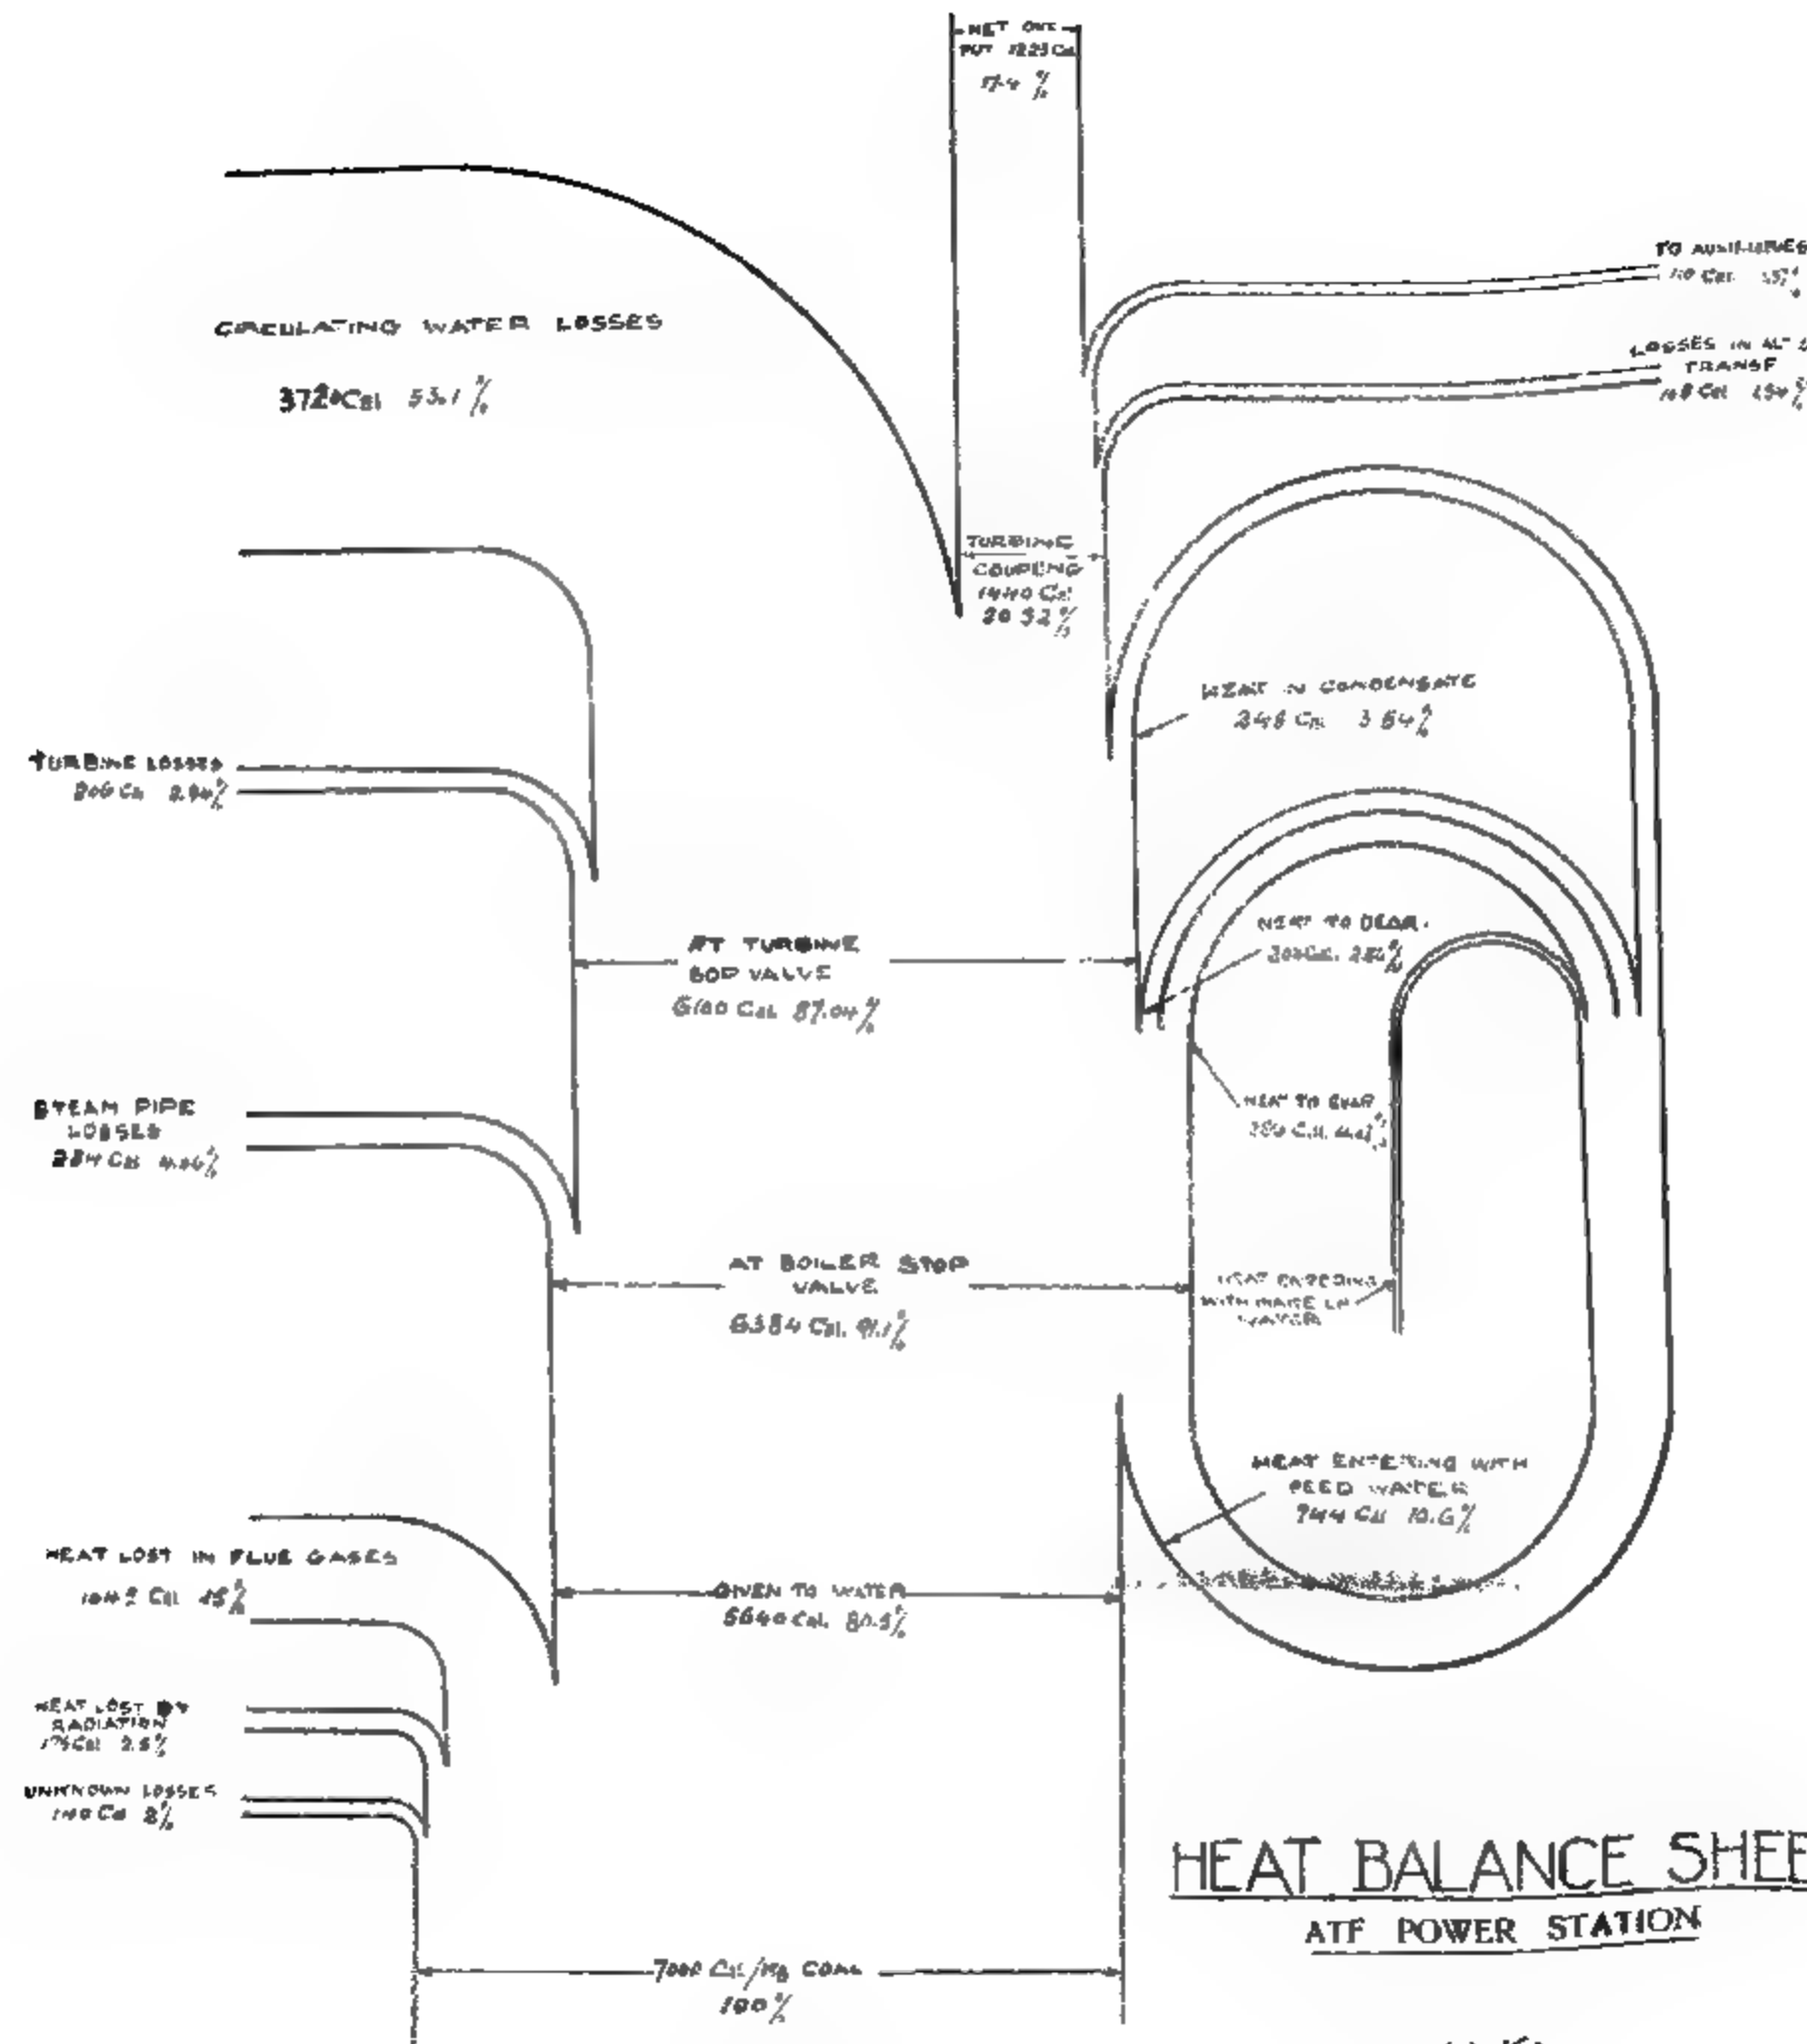 NET OUT-
PUT 1225 Cal
17.4 %
TO AUXILIARIES
110 Cal
CIRCULATING WATER LOSSES
3720 Cal 53.1 %
LOSSES IN ALT &
TRANSF
TURBINE
COUPLING
1440 Cal
20.52 %
HEAT IN CONDENSATE
248 Cal 3.54 %
TURBINE LOSSES
206 Cal 2.94 %
HEAT TO DEAR.
200 Cal
AT TURBINE
SOP VALVE
6100 Cal 87.04 %
STEAM PIPE
LOSSES
284 Cal
HEAT TO EVAP
AT BOILER STOP
VALVE
6384 Cal. 91.1 %
HEAT ENTERING
WITH MAKE UP
WATER
HEAT ENTERING WITH
FEED WATER
744 Cal 10.6 %
HEAT LOST IN FLUE GASES
15 %
GIVEN TO WATER
5640 Cal. 80.5 %
HEAT LOST BY
RADIATION
175 Cal 2.5 %
UNKNOWN LOSSES
140 Cal 2 %
HEAT BALANCE SHEE
ATF POWER STATION
7000 Cal/Kg COAL
100 %